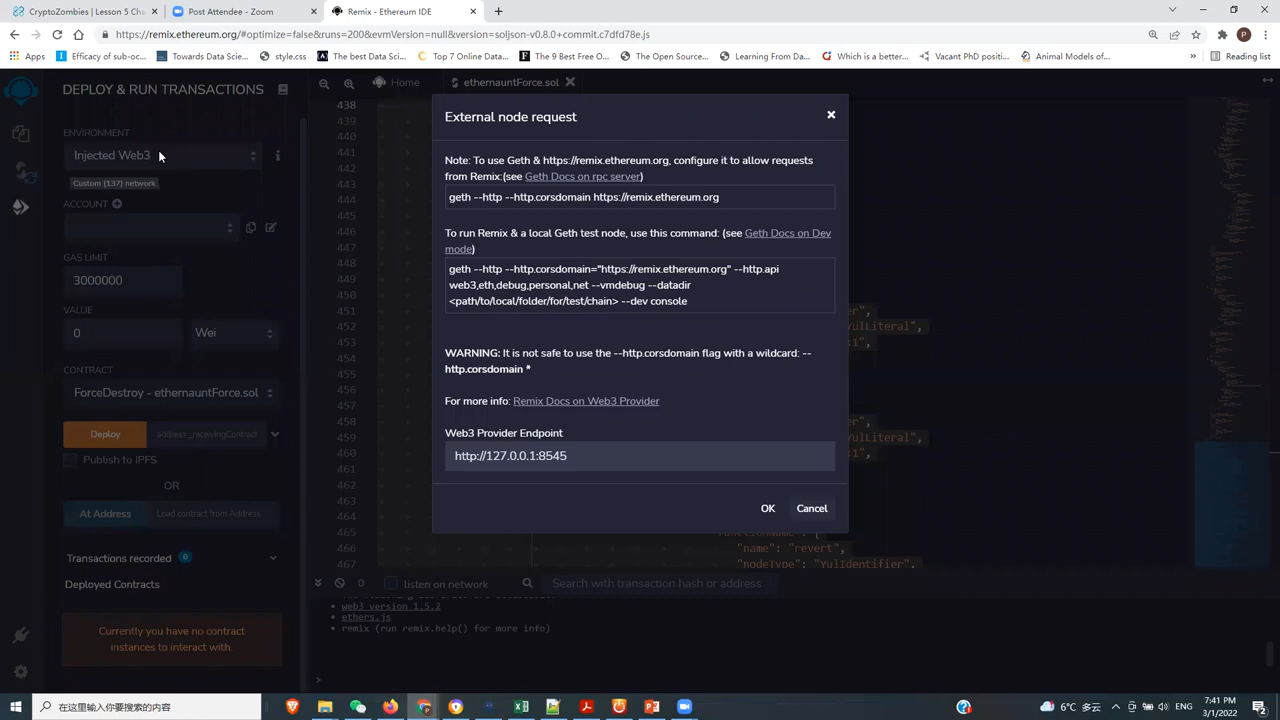 CryptoZombies - Lesson 5 Cha
Post Attendee - Zoom
Remix - Ethereum IDE
https://remix.ethereum.org/#optimize=false&runs=200&evmVersion=null&version=soljson-v0.8.0+commit.c7dfd78e.js
Apps
Efficacy of sub-oc...
Towards Data Scien...
style.css
The best Data Sci...
Top 7 best deal sit...
The 9 Best Free O...
The Open Source...
Learning From Da...
Which is a better...
Vacant PhD positi...
Animal Models of...
»
Reading list
DEPLOY & RUN TRANSACTIONS
Home
ethernauntForce.sol
ENVIRONMENT
Injected Web3
Custom (137) network
ACCOUNT
GAS LIMIT
3000000
VALUE
0
Wei
CONTRACT
ForceDestroy - ethernauntForce.sol
Deploy
address _receivingContract
Publish to IPFS
OR
At Address
Load contract from Address
Transactions recorded
0
Deployed Contracts
Currently you have no contract
instances to interact with.
438
439
440
441
442
443
444
445
446
447
448
449
450
451
452
453
454
455
456
457
458
459
460
461
462
463
464
465
466
467
External node request
Note: To use Geth & https://remix.ethereum.org, configure it to allow requests
from Remix:(see Geth Docs on rpc server)
geth --http --http.corsdomain https://remix.ethereum.org
To run Remix & a local Geth test node, use this command: (see Geth Docs on Dev
mode)
geth --http --http.corsdomain="https://remix.ethereum.org" --http.api
web3,eth,debug,personal,net --vmdebug --datadir
<path/to/local/folder/for/test/chain> --dev console
WARNING: It is not safe to use the --http.corsdomain flag with a wildcard: --
http.corsdomain *
For more info: Remix Docs on Web3 Provider
Web3 Provider Endpoint
http://127.0.0.1:8545
OK
Cancel
"name": "revert",
"nodeType": "YulIdentifier",
0
listen on network
Search with transaction hash or address
web3 version 1.5.2
ethers.js
remix (run remix.help() for more info)
>
在这里输入你要搜索的内容
6°C 多云
ENG
7:41 PM
3/1/2022